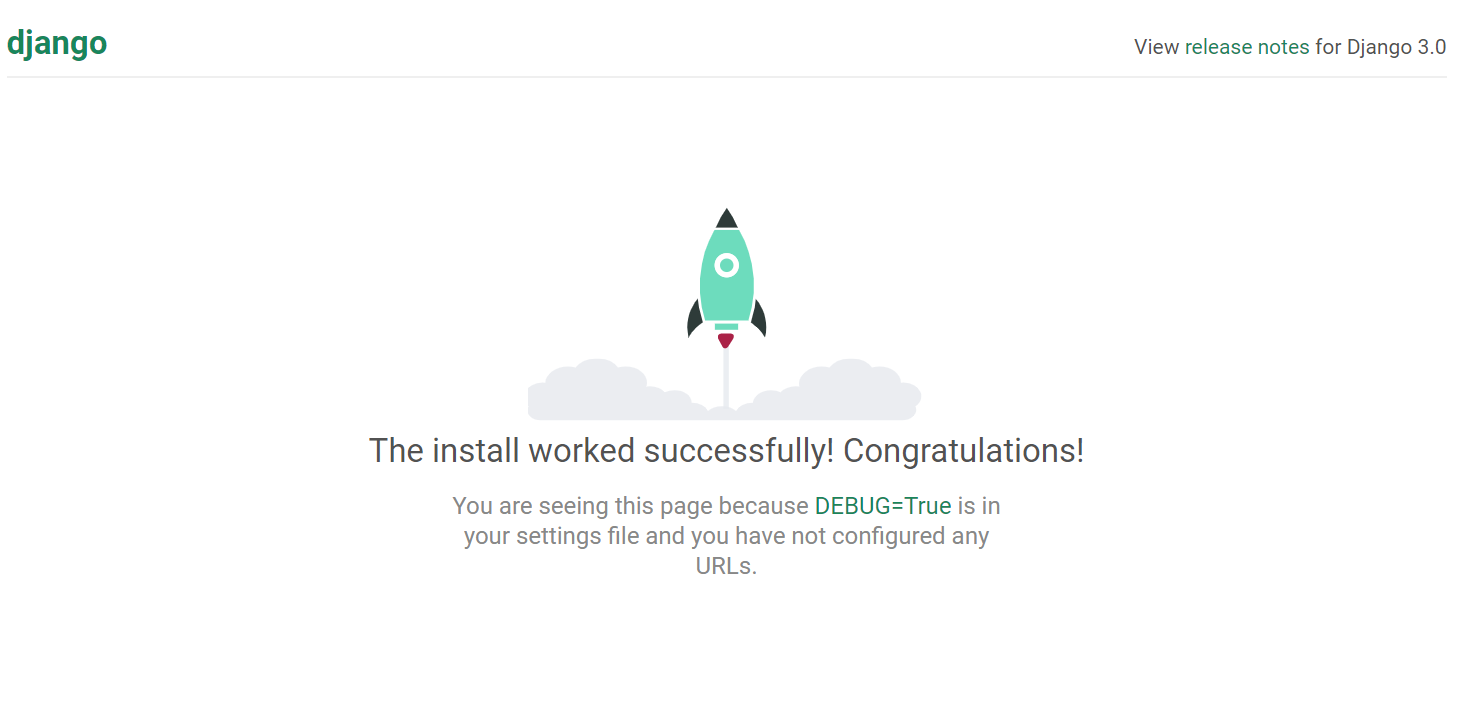 django
View release notes for Django 3.0
The install worked successfully! Congratulations!
You are seeing this page because DEBUG=True is in
your settings file and you have not configured any
URLs.